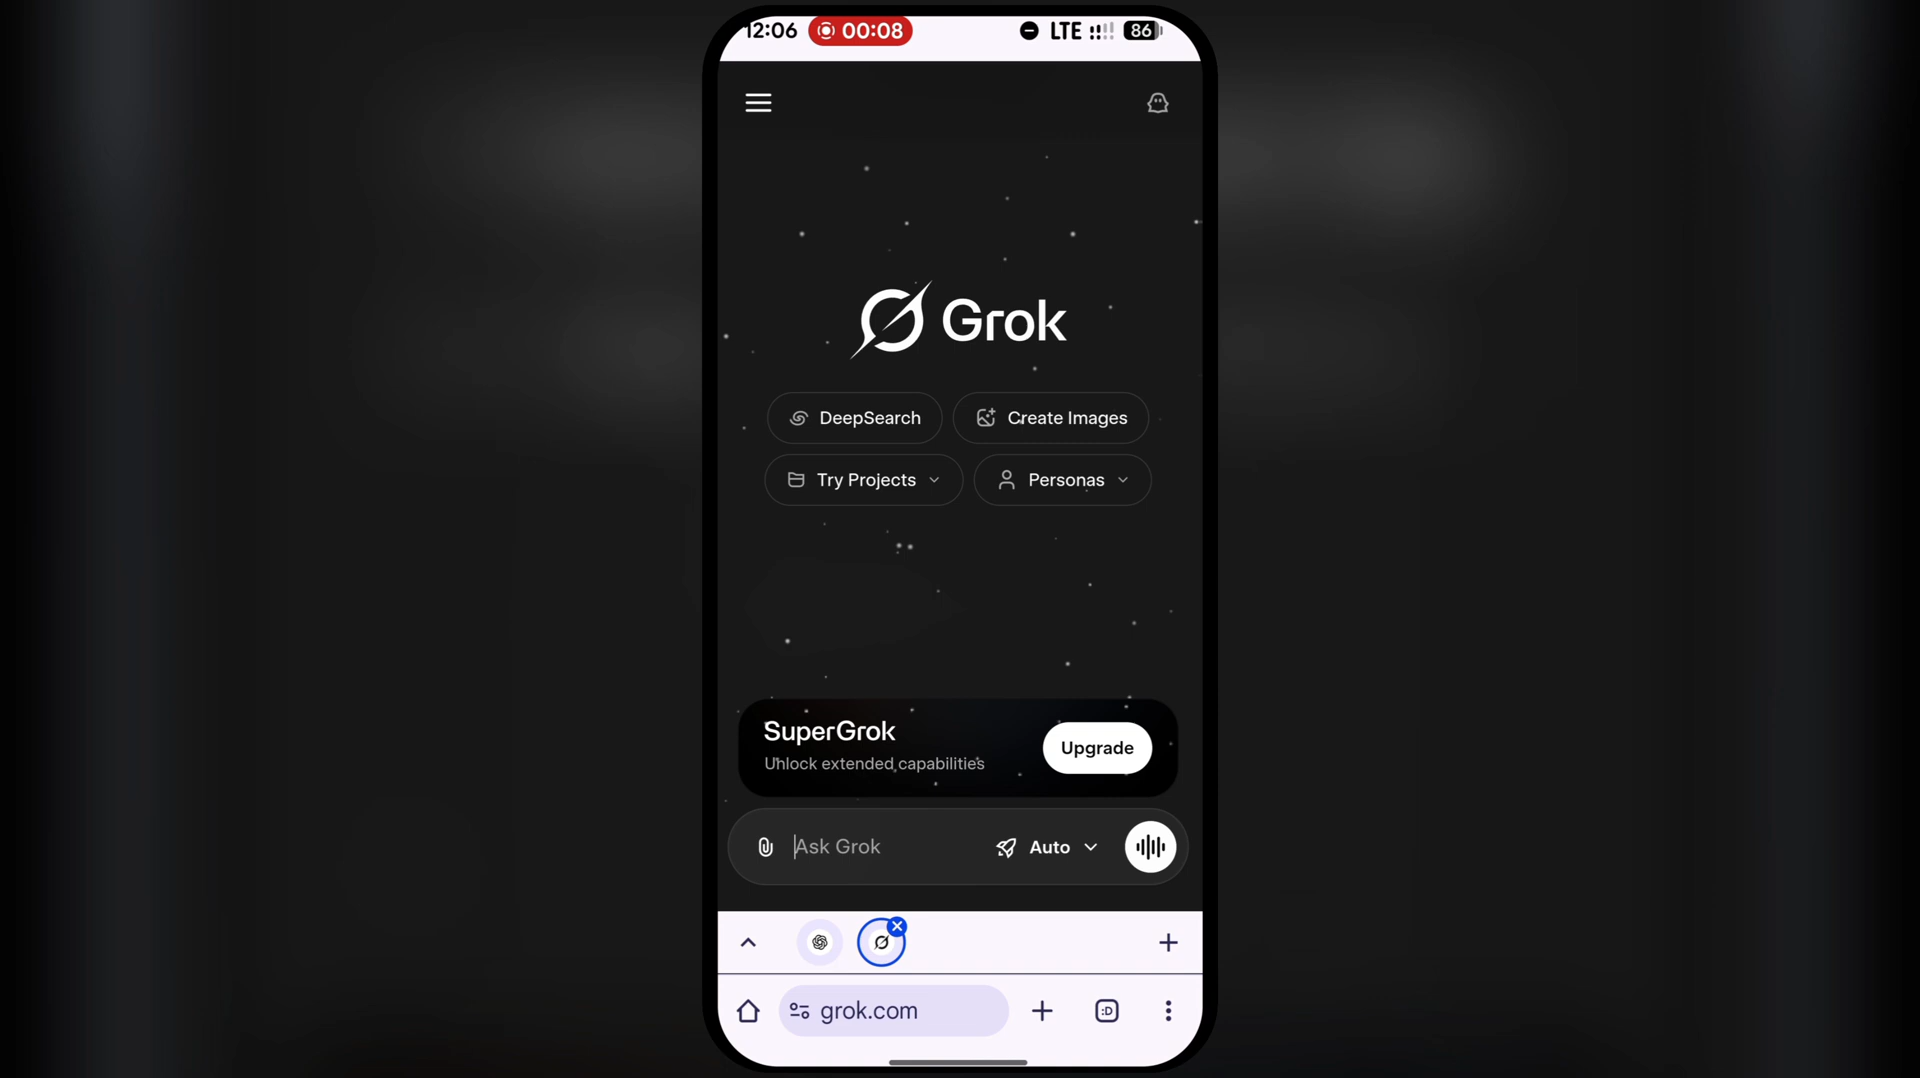 12:06 00:08 LTE 86
Grok
DeepSearch Create Images
Try Projects Personas
SuperGrok
Unlock extended capabilities
Upgrade
Ask Grok Auto
grok.com :D